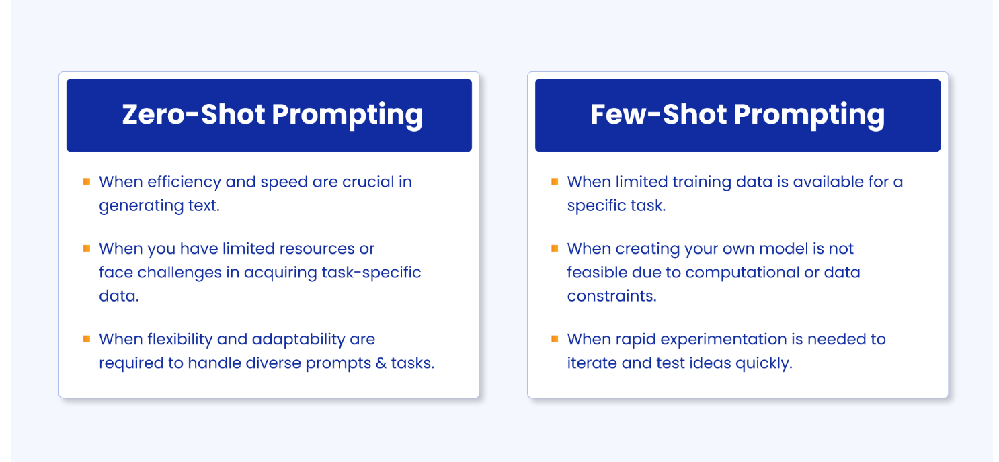 Zero-Shot Prompting
When efficiency and speed are crucial in
generating text.
When you have limited resources or
face challenges in acquiring task-specific
data.
When flexibility and adaptability are
required to handle diverse prompts & tasks.
Few-Shot Prompting
When limited training data is available for a
specific task.
When creating your own model is not
feasible due to computational or data
constraints.
When rapid experimentation is needed to
iterate and test ideas quickly.